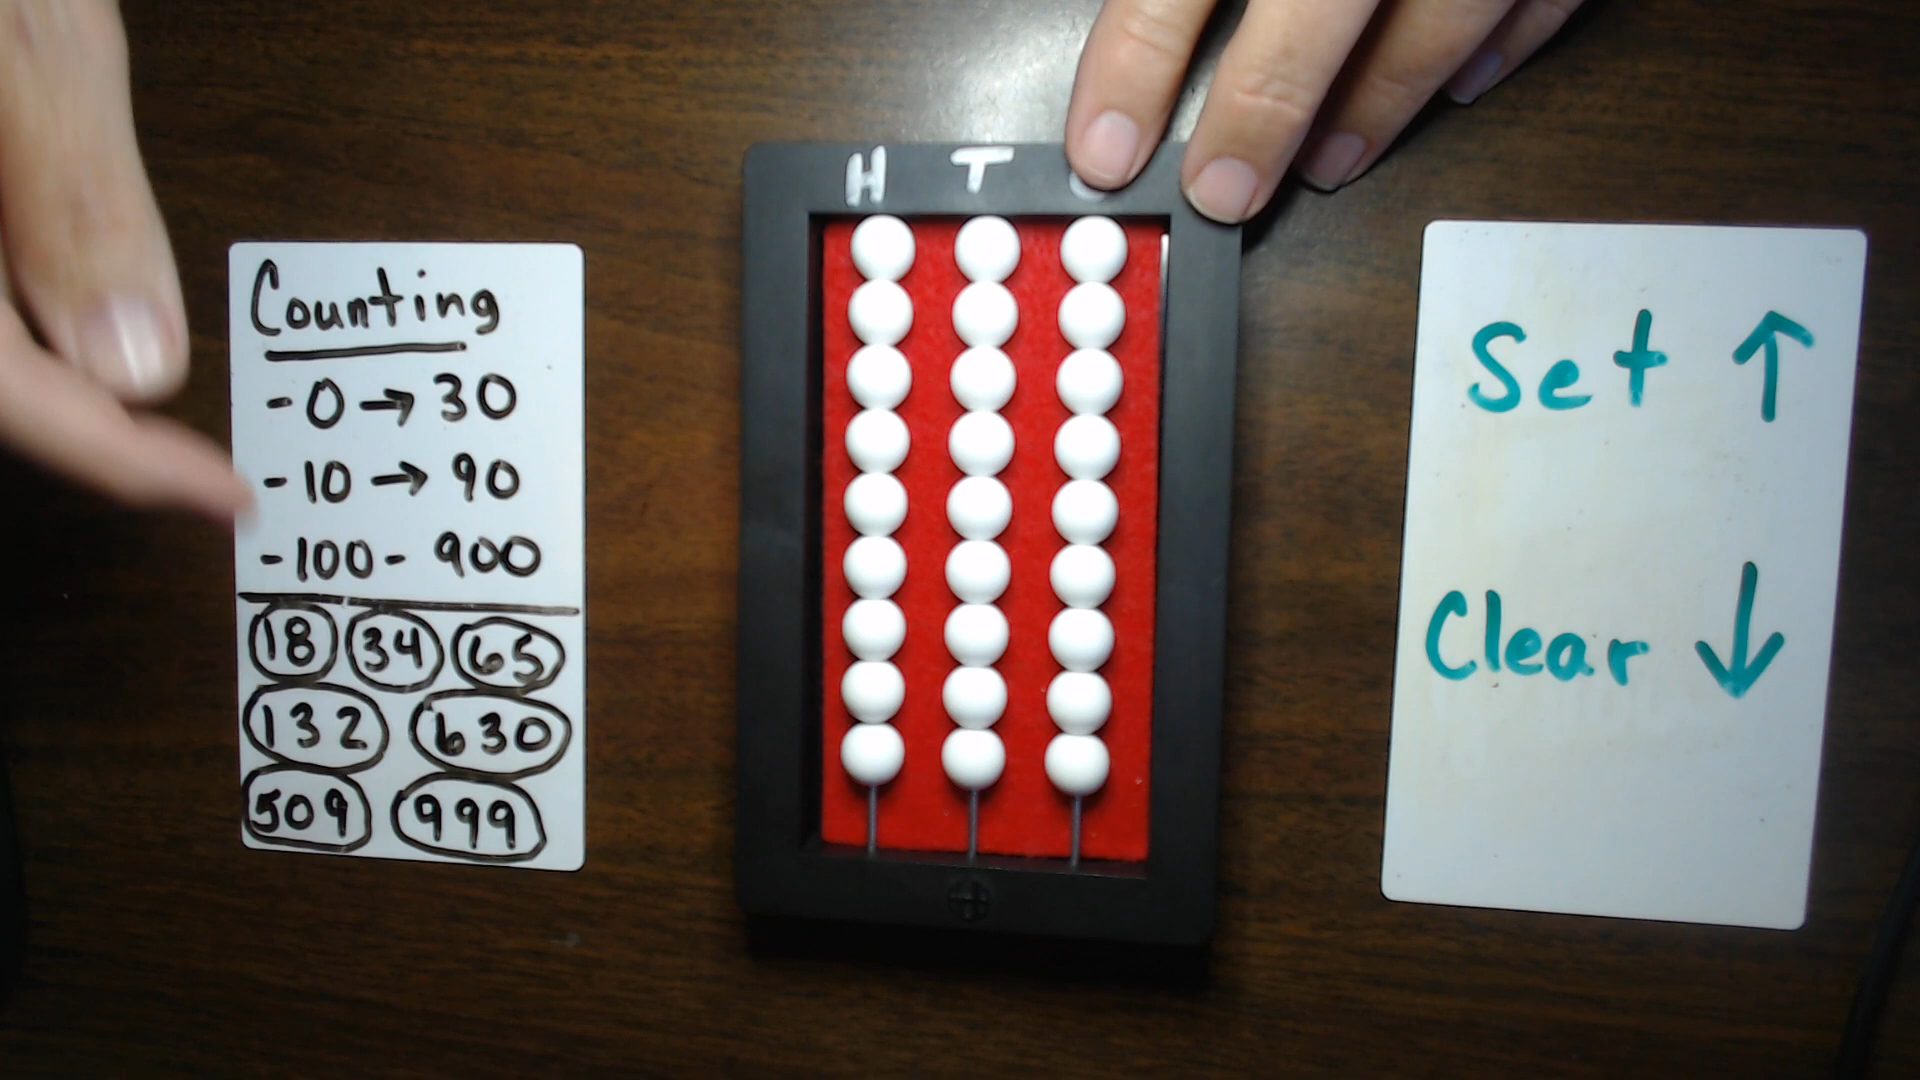 Counting
- 0 → 30
- 10 → 90
- 100 - 900
18 34 65
132 630
509 999
H T
Set ↑
Clear ↓